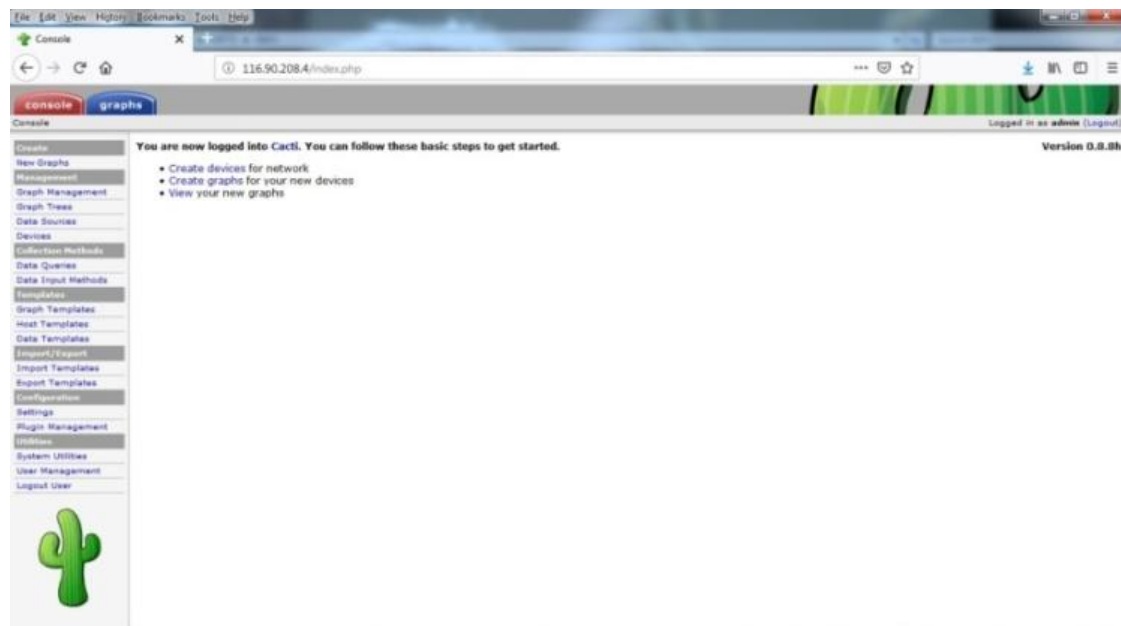 File Edit View History Bookmarks Tools Help
Console
116.90.208.4/index.php
console graphs
Console
Logged in as admin (Logout)
Create
New Graphs
Management
Graph Management
Graph Trees
Data Sources
Devices
Collection Methods
Data Queries
Data Input Methods
Templates
Graph Templates
Host Templates
Data Templates
Import/Export
Import Templates
Export Templates
Configuration
Settings
Plugin Management
Utilities
System Utilities
User Management
Logout User
You are now logged into Cacti. You can follow these basic steps to get started.
Version 0.8.8h
• Create devices for network
• Create graphs for your new devices
• View your new graphs